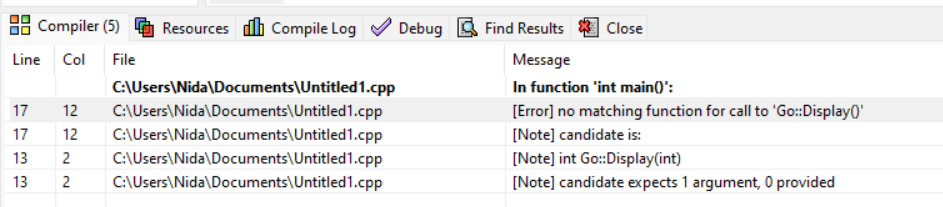 Compiler (5) Resources Compile Log Debug Find Results Close
Line Col File Message
C:\Users\Nida\Documents\Untitled1.cpp In function 'int main()':
17 12 C:\Users\Nida\Documents\Untitled1.cpp [Error] no matching function for call to 'Go::Display()'
17 12 C:\Users\Nida\Documents\Untitled1.cpp [Note] candidate is:
13 2 C:\Users\Nida\Documents\Untitled1.cpp [Note] int Go::Display(int)
13 2 C:\Users\Nida\Documents\Untitled1.cpp [Note] candidate expects 1 argument, 0 provided